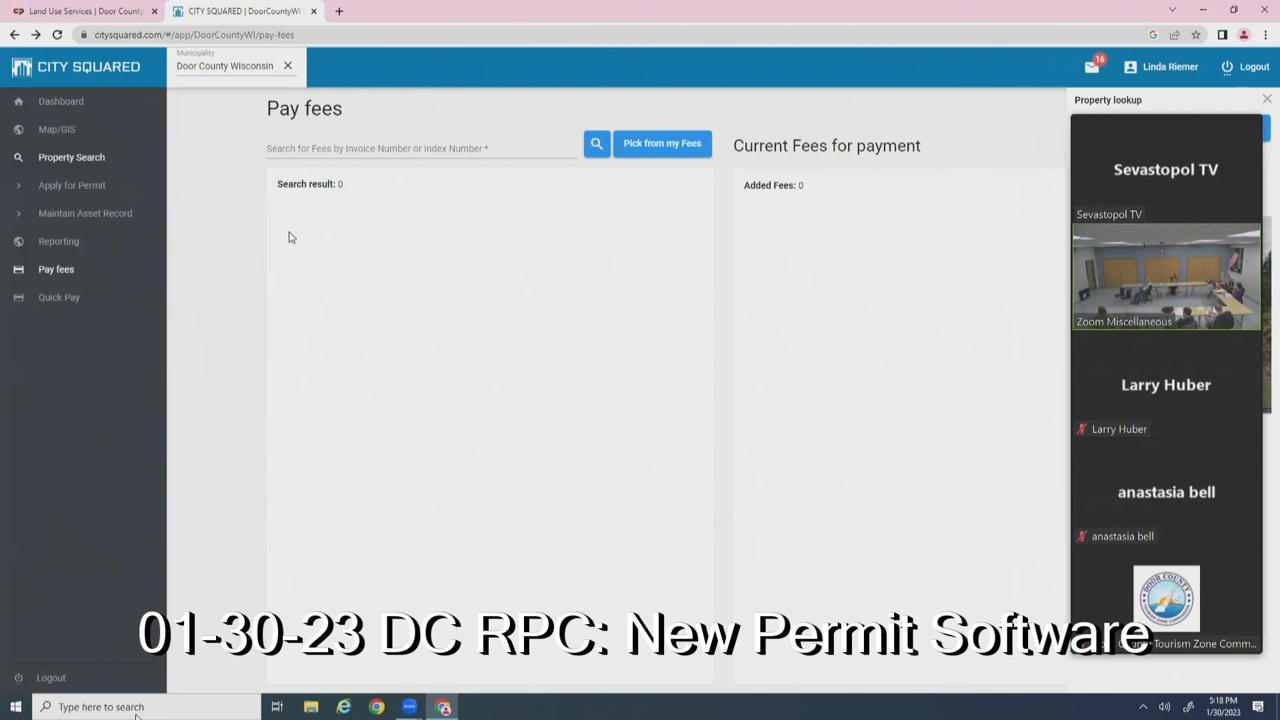 Land Use Services | Door County
CITY SQUARED | DoorCountyWI
citysquared.com/#/app/DoorCountyWI/pay-fees
CITY SQUARED
Municipality
Door County Wisconsin
16
Linda Riemer
Logout
Dashboard
Map/GIS
Property Search
Apply for Permit
Maintain Asset Record
Reporting
Pay fees
Quick Pay
Logout
Pay fees
Search for Fees by Invoice Number or Index Number *
Pick from my Fees
Search result: 0
Current Fees for payment
Added Fees: 0
Property lookup
Sevastopol TV
Sevastopol TV
Zoom Miscellaneous
Larry Huber
Larry Huber
anastasia bell
anastasia bell
DOOR COUNTY
Tourism Zone Comm...
01-30-23 DC RPC: New Permit Software
Type here to search
5:18 PM
1/30/2023